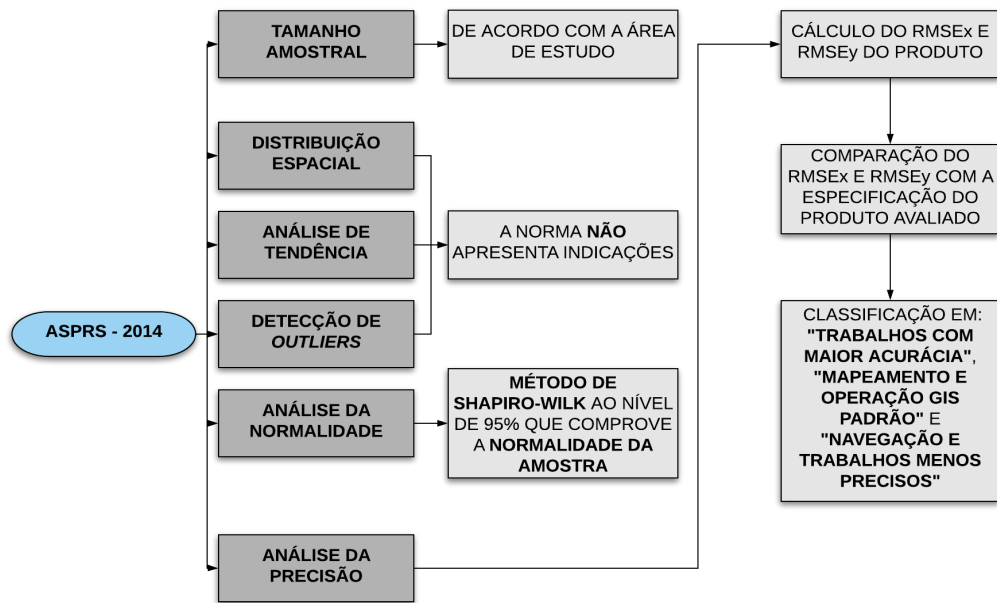 ASPRS - 2014
TAMANHO
AMOSTRAL
DE ACORDO COM A ÁREA
DE ESTUDO
DISTRIBUIÇÃO
ESPACIAL
ANÁLISE DE
TENDÊNCIA
DETECÇÃO DE
OUTLIERS
A NORMA NÃO
APRESENTA INDICAÇÕES
ANÁLISE DA
NORMALIDADE
MÉTODO DE
SHAPIRO-WILK AO NÍVEL
DE 95% QUE COMPROVE
A NORMALIDADE DA
AMOSTRA
ANÁLISE DA
PRECISÃO
CÁLCULO DO RMSEx E
RMSEy DO PRODUTO
COMPARAÇÃO DO
RMSEx E RMSEy COM A
ESPECIFICAÇÃO DO
PRODUTO AVALIADO
CLASSIFICAÇÃO EM:
"TRABALHOS COM
MAIOR ACURÁCIA",
"MAPEAMENTO E
OPERAÇÃO GIS
PADRÃO" E
"NAVEGAÇÃO E
TRABALHOS MENOS
PRECISOS"